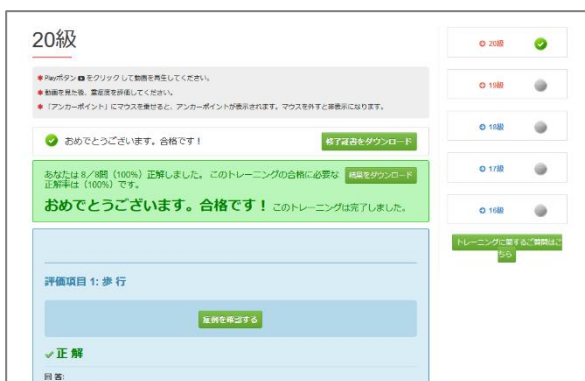 20級
＊Playボタン をクリックして動画を再生してください。
＊動画を見た後、重症度を評価してください。
＊「アンカーポイント」にマウスを乗せると、アンカーポイントが表示されます。マウスを外すと非表示になります。
おめでとうございます。合格です！
修了証書をダウンロード
あなたは 8／8問（100%）正解しました。 このトレーニングの合格に必要な
正解率は（100%）です。
結果をダウンロード
おめでとうございます。合格です！ このトレーニングは完了しました。
評価項目 1: 歩 行
症例を確認する
正 解
回 答:
20級
19級
18級
17級
16級
トレーニングに関するご質問はこ
ちら